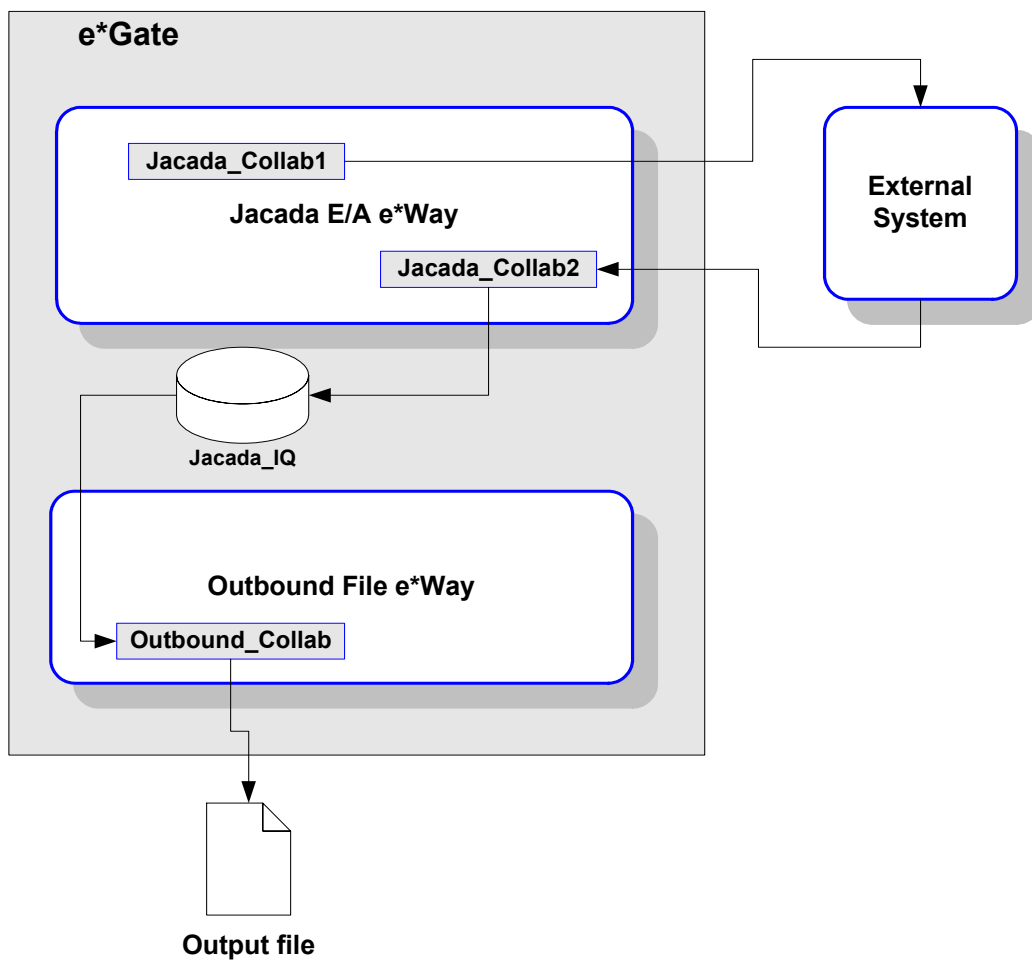 e*Gate
Jacada_Collab1
Jacada E/A e*Way
Jacada_Collab2
External
System
Jacada_IQ
Outbound File e*Way
Outbound_Collab
Output file